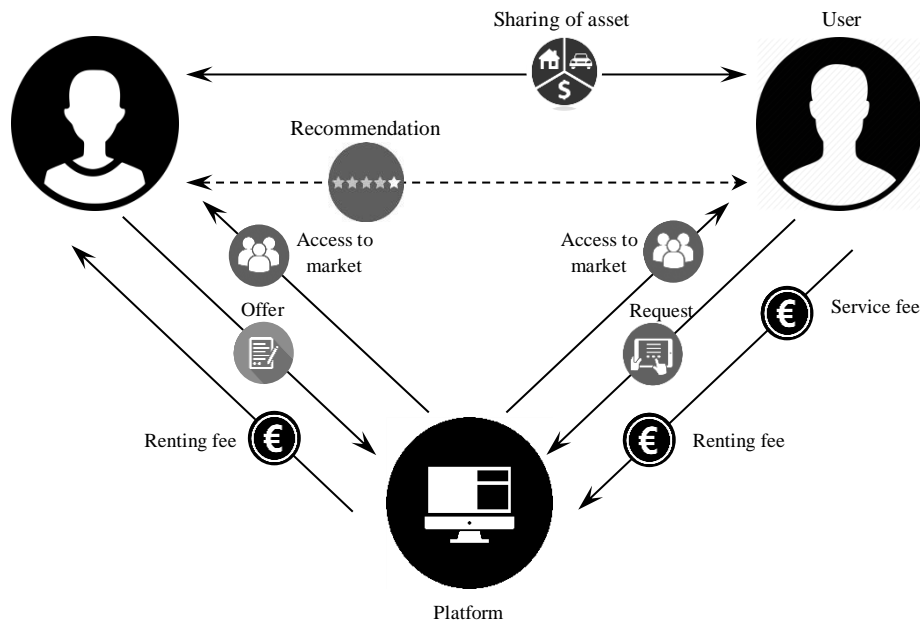 Sharing of asset
User
Recommendation
Access to
market
Access to
market
Offer
Request
Service fee
Renting fee
Renting fee
Platform